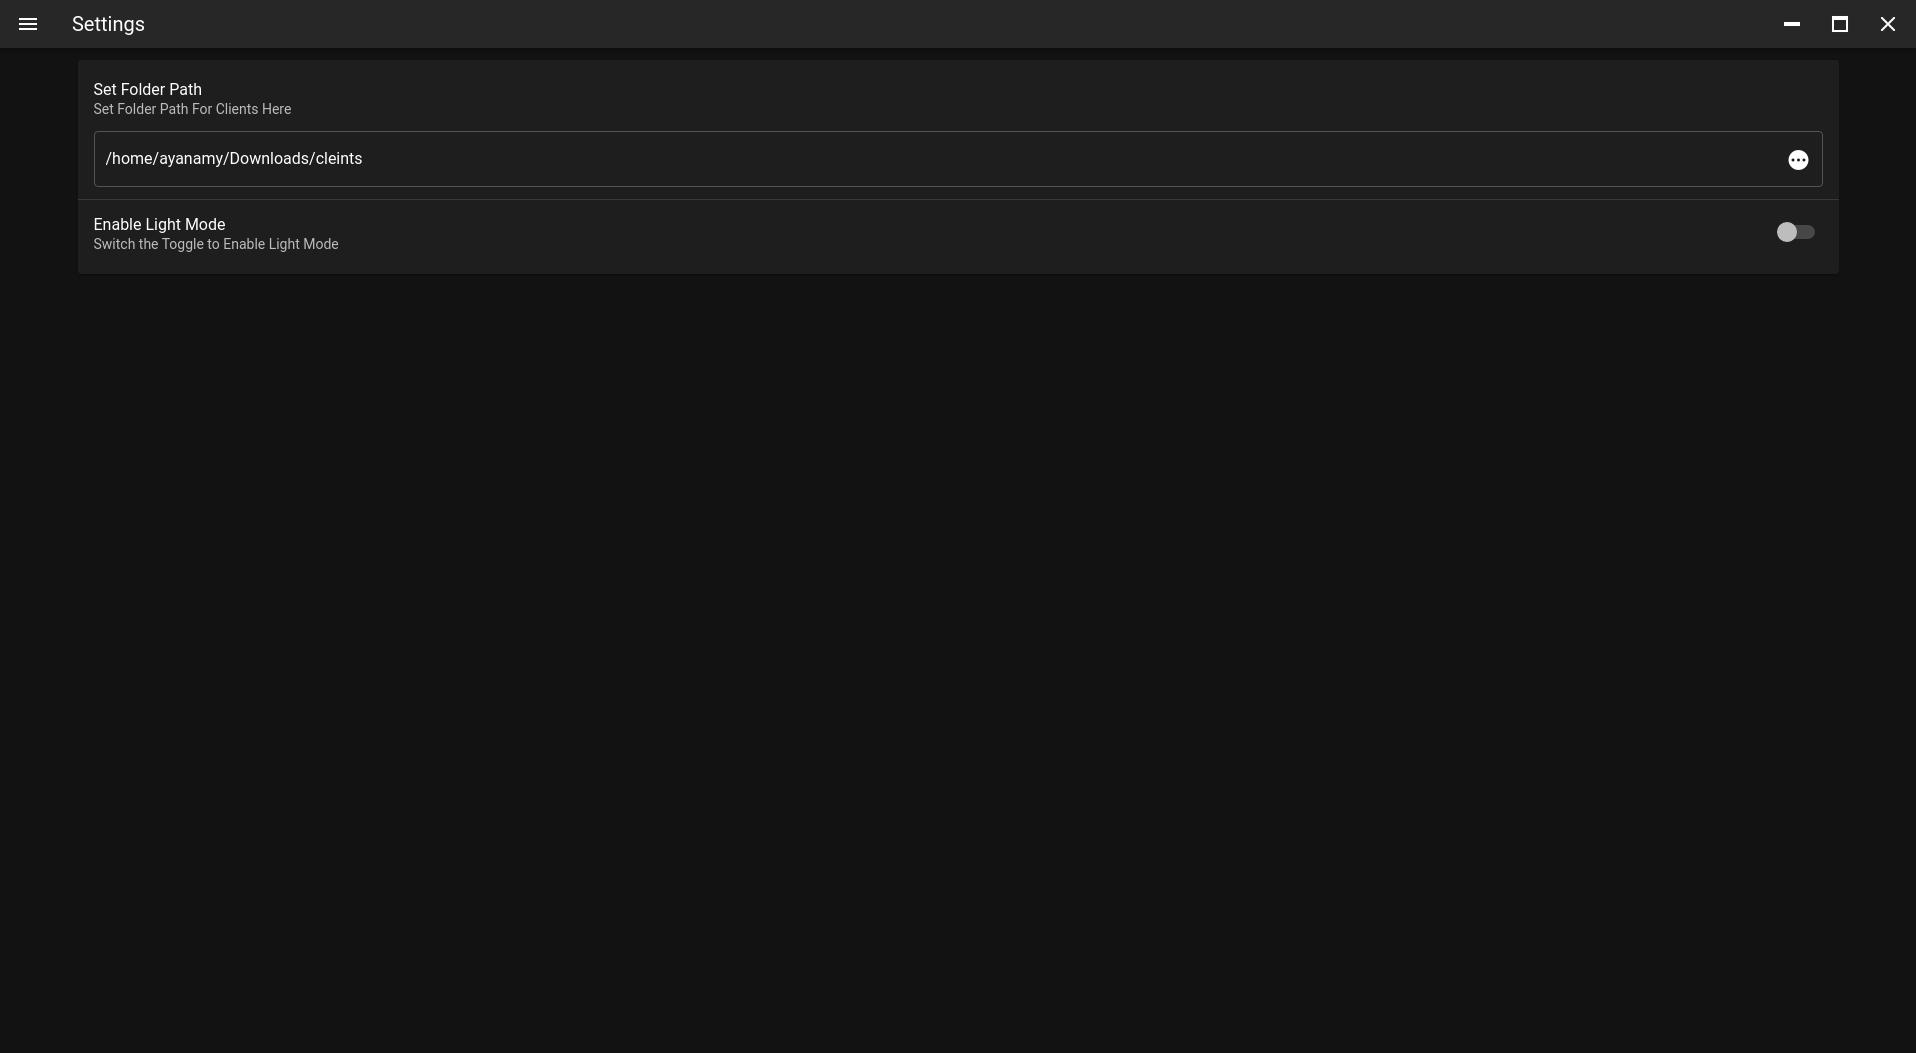 Settings
Set Folder Path
Set Folder Path For Clients Here
/home/ayanamy/Downloads/cleints
Enable Light Mode
Switch the Toggle to Enable Light Mode